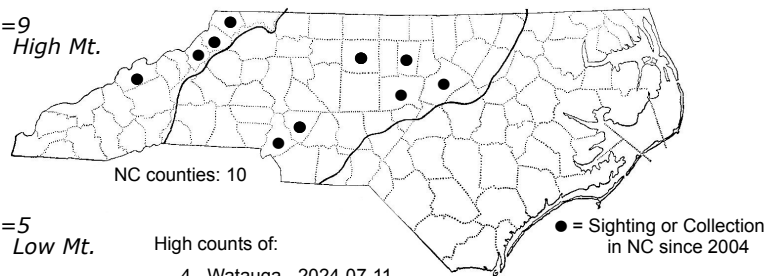 =9
High Mt.
NC counties: 10
=5
Low Mt.
High counts of:
4 - Watauga - 2024-07-11
● = Sighting or Collection
in NC since 2004